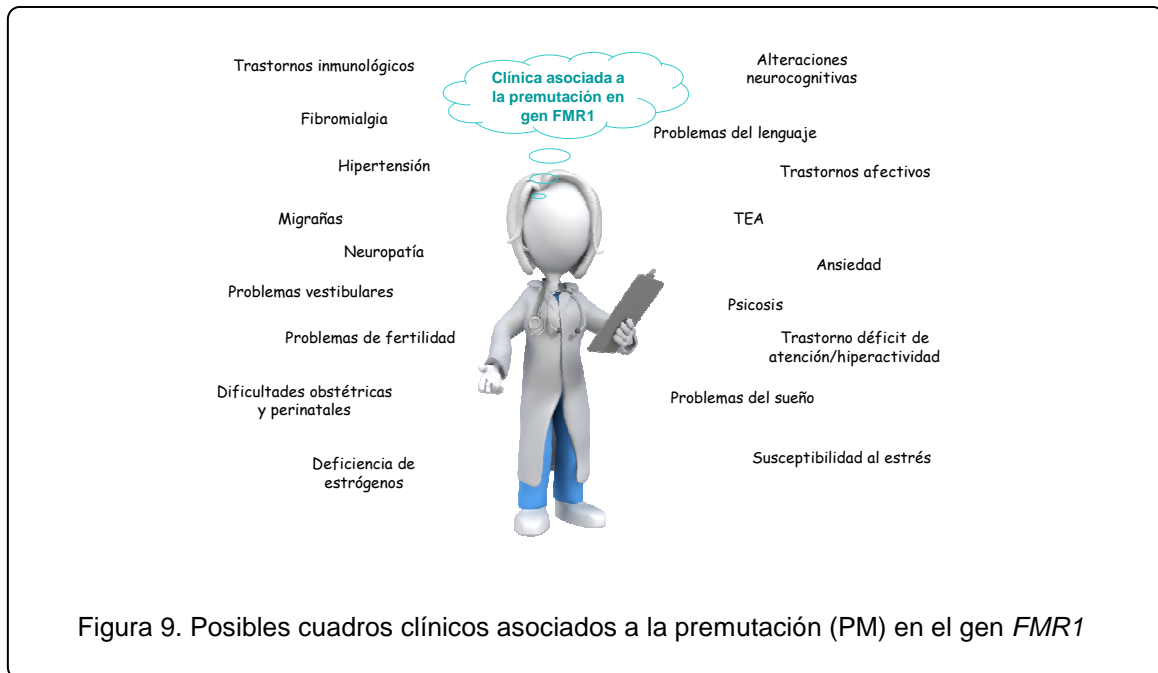 Clínica asociada a
la premutación en
gen FMR1
Trastornos inmunológicos
Fibromialgia
Hipertensión
Migrañas
Neuropatía
Problemas vestibulares
Problemas de fertilidad
Dificultades obstétricas
y perinatales
Deficiencia de
estrógenos
Alteraciones
neurocognitivas
Problemas del lenguaje
Trastornos afectivos
TEA
Ansiedad
Psicosis
Trastorno déficit de
atención/hiperactividad
Problemas del sueño
Susceptibilidad al estrés
Figura 9. Posibles cuadros clínicos asociados a la premutación (PM) en el gen FMR1